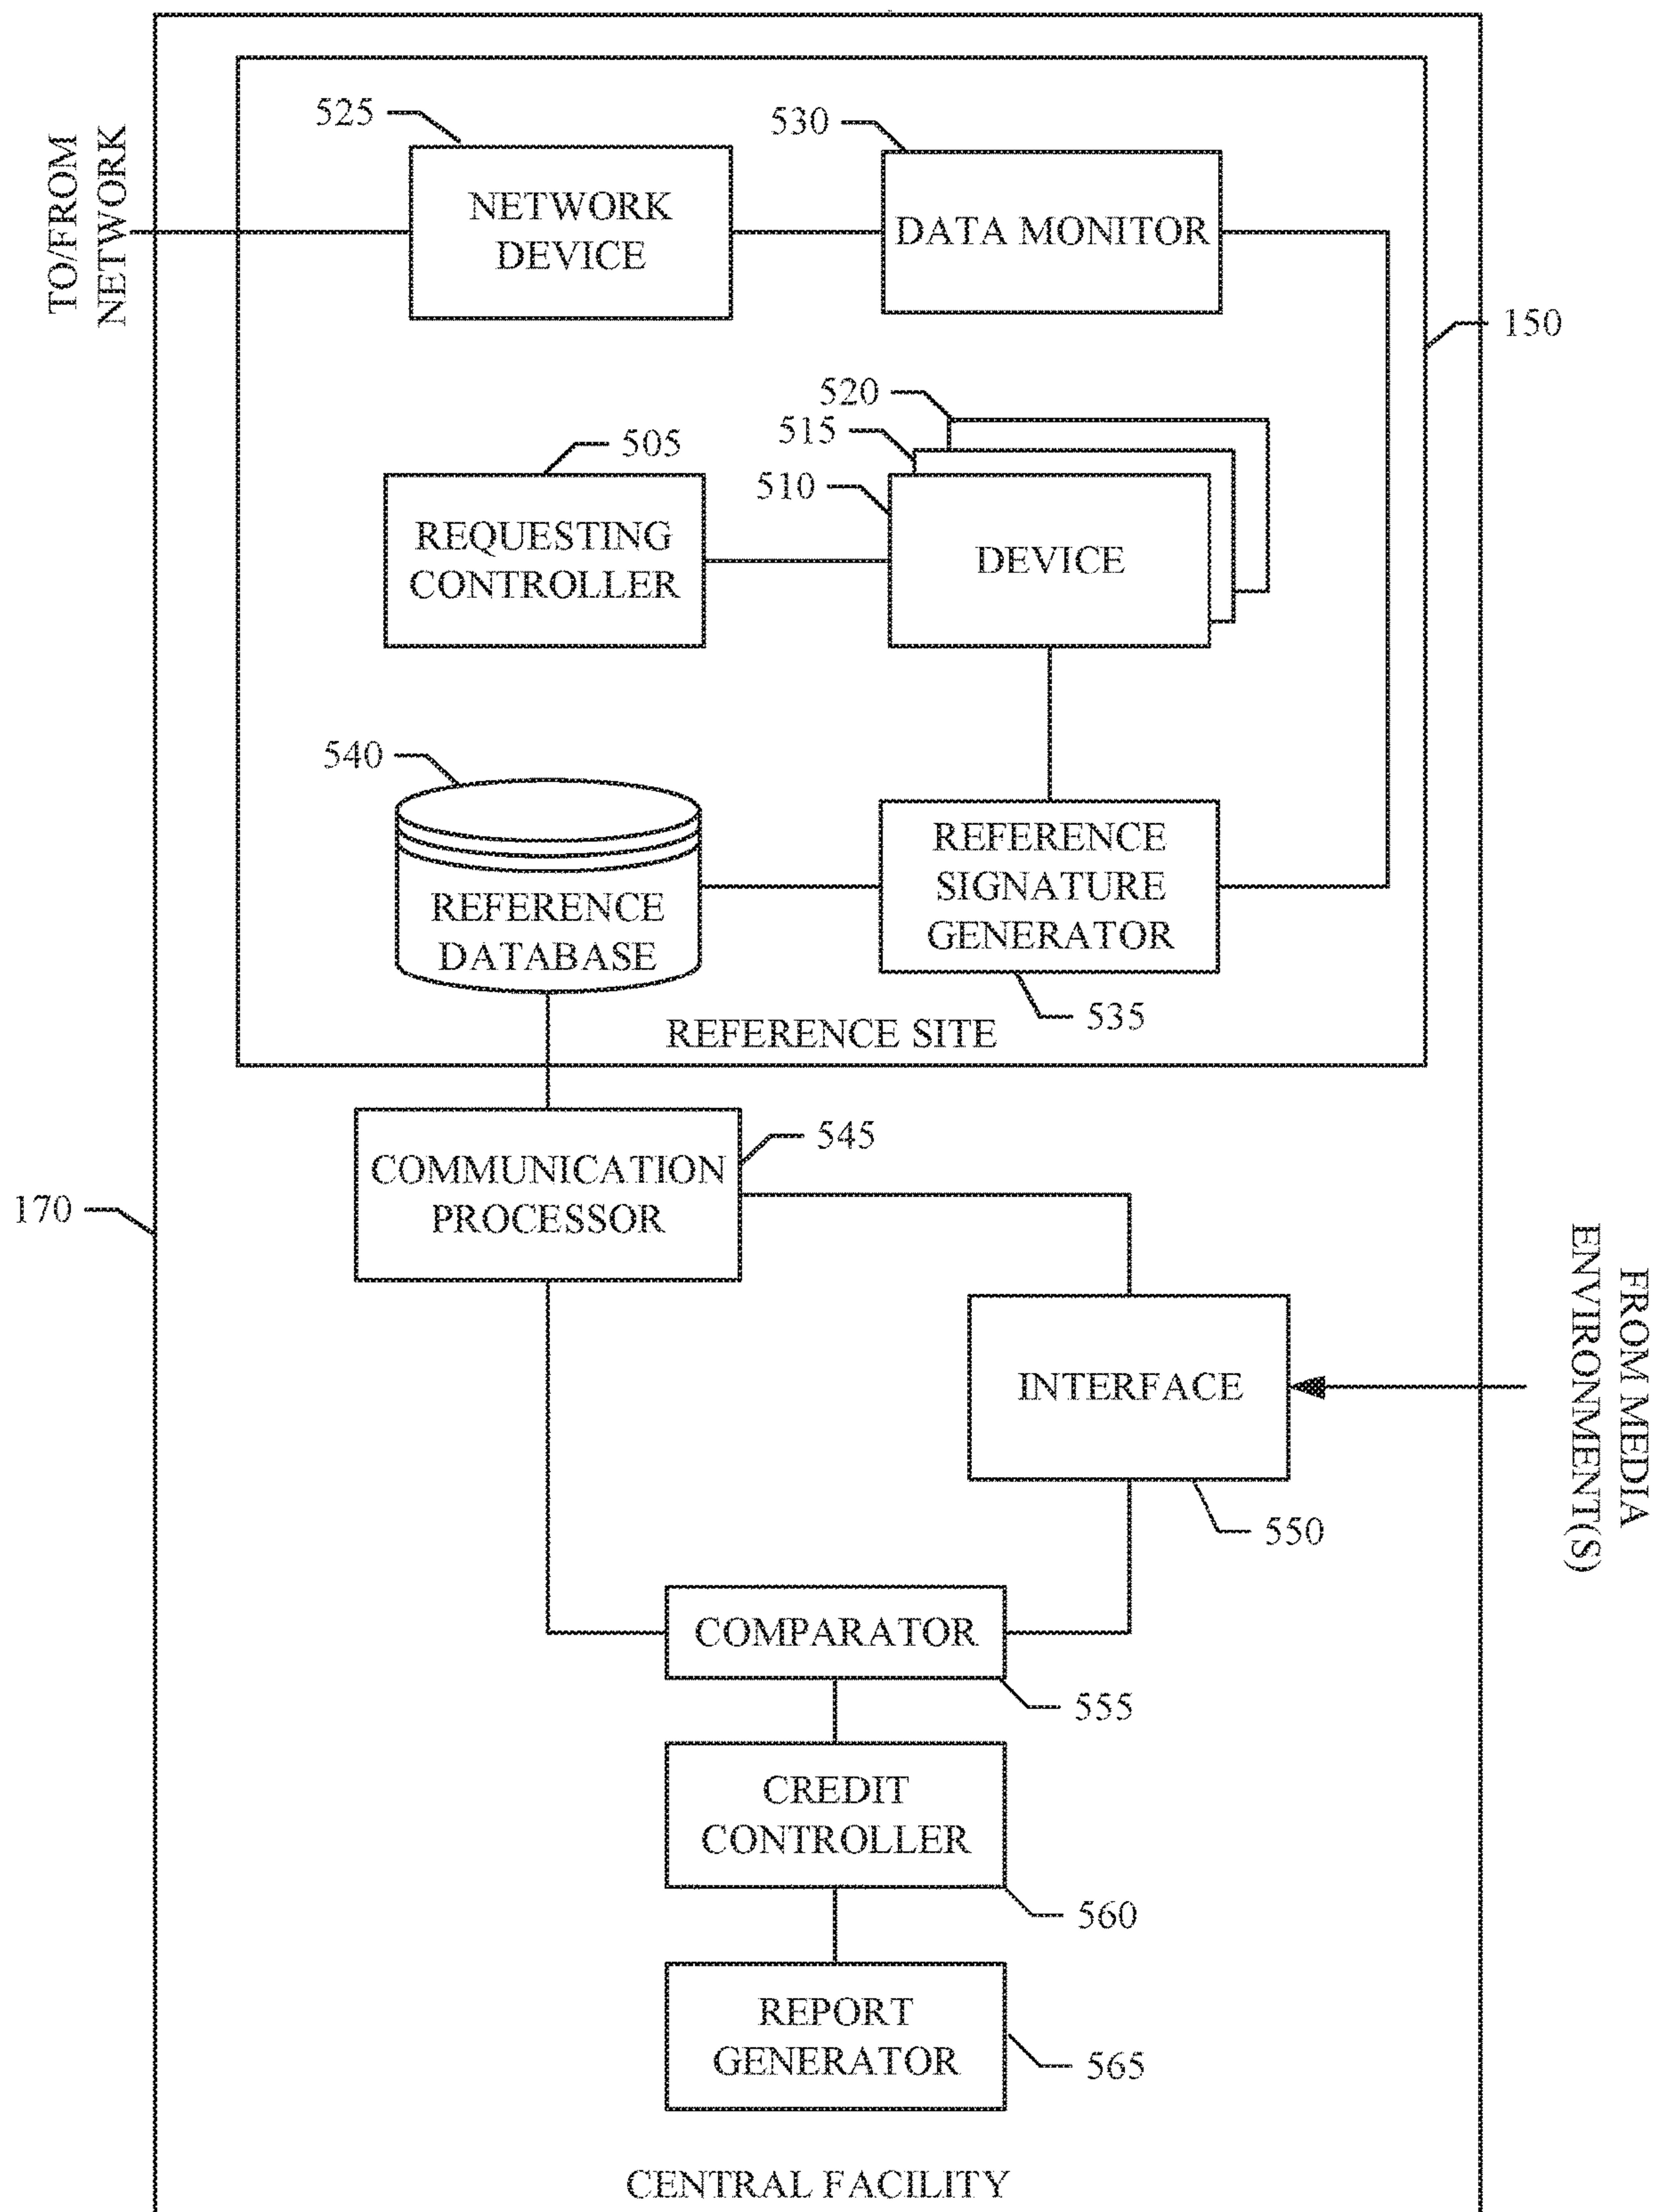 525
530
TO/FROM
NETWORK
NETWORK
DEVICE
DATA MONITOR
150
520
515
510
505
REQUESTING
CONTROLLER
DEVICE
540
REFERENCE
DATABASE
REFERENCE
SIGNATURE
GENERATOR
535
REFERENCE SITE
545
COMMUNICATION
PROCESSOR
170
INTERFACE
FROM MEDIA
ENVIRONMENT(S)
550
COMPARATOR
555
CREDIT
CONTROLLER
560
REPORT
GENERATOR
565
CENTRAL FACILITY